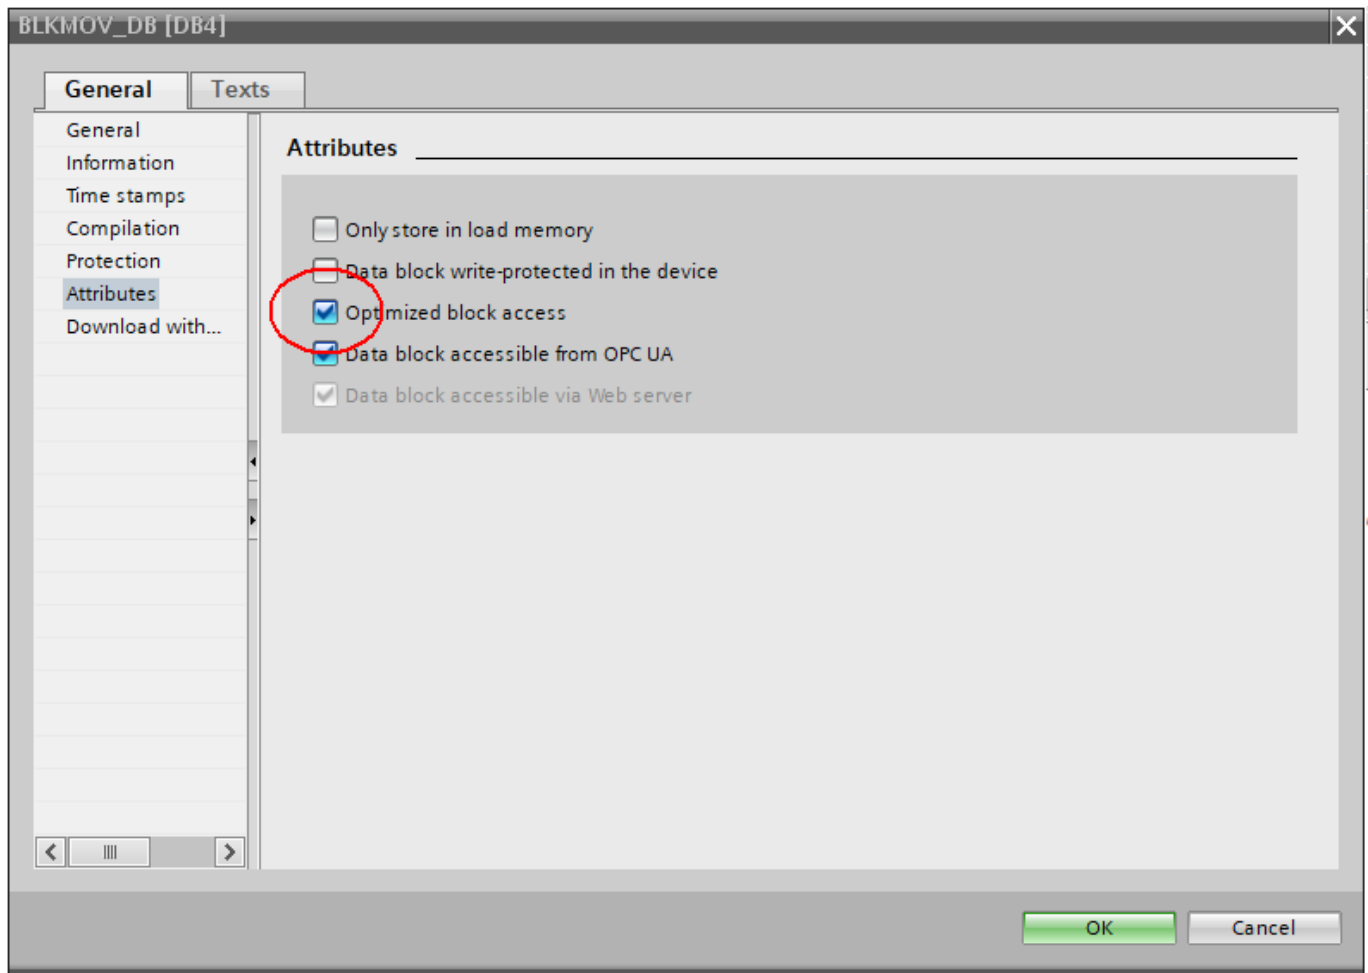 BLKMOV_DB [DB4]
General
Texts
General
Information
Time stamps
Compilation
Protection
Attributes
Download with...
Attributes
Only store in load memory
Data block write-protected in the device
Optimized block access
Data block accessible from OPC UA
Data block accessible via Web server
OK
Cancel